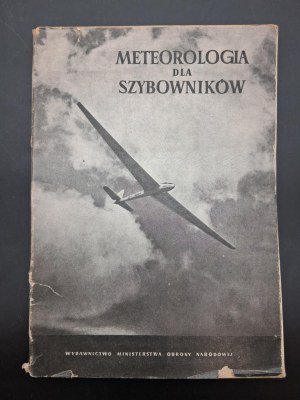 METEOROLOGIA
DLA
SZYBOWNIKÓW
WYDAWNICTWO MINISTERSTWA OBRONY NARODOWEJ